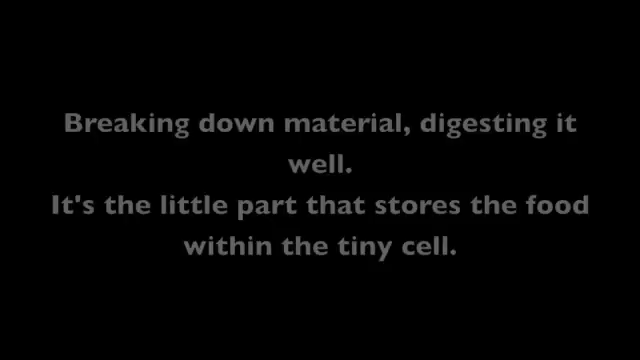 Breaking down material, digesting it
well.
It's the little part that stores the food
within the tiny cell.